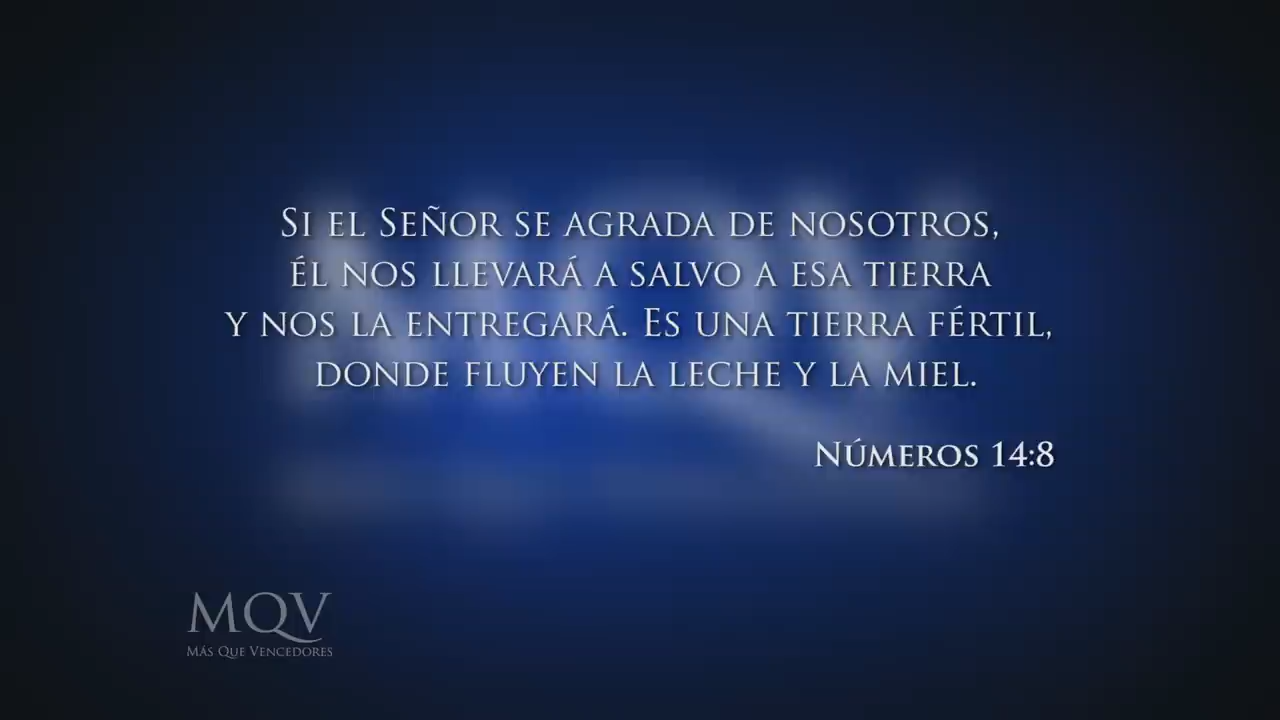 Si el Señor se agrada de nosotros,
él nos llevará a salvo a esa tierra
y nos la entregará. Es una tierra fértil,
donde fluyen la leche y la miel.
Números 14:8
MQV
Más Que Vencedores